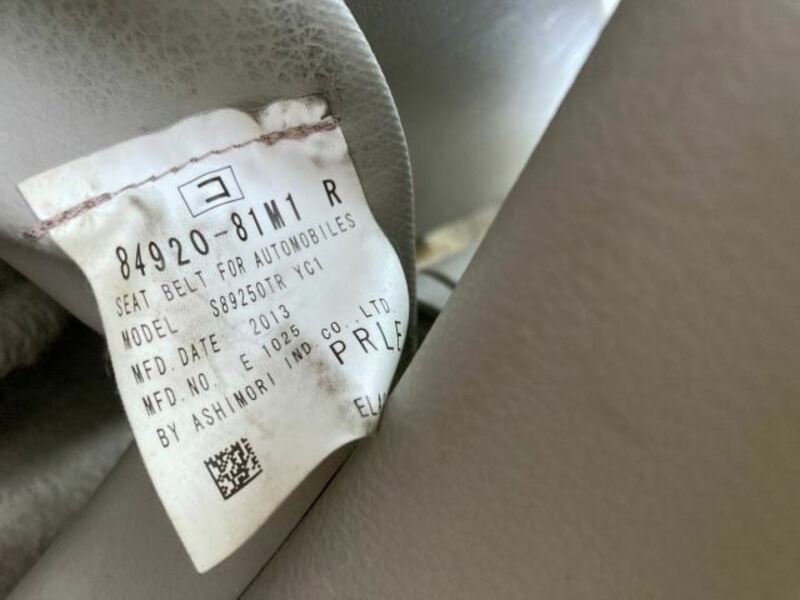 コ
84920-81M1 R
SEAT BELT FOR AUTOMOBILES
MODEL S89250TR YC1
MFD. DATE 2013
MFD. NO. E 1025
BY ASHIMORI IND CO., LTD.
PRLE